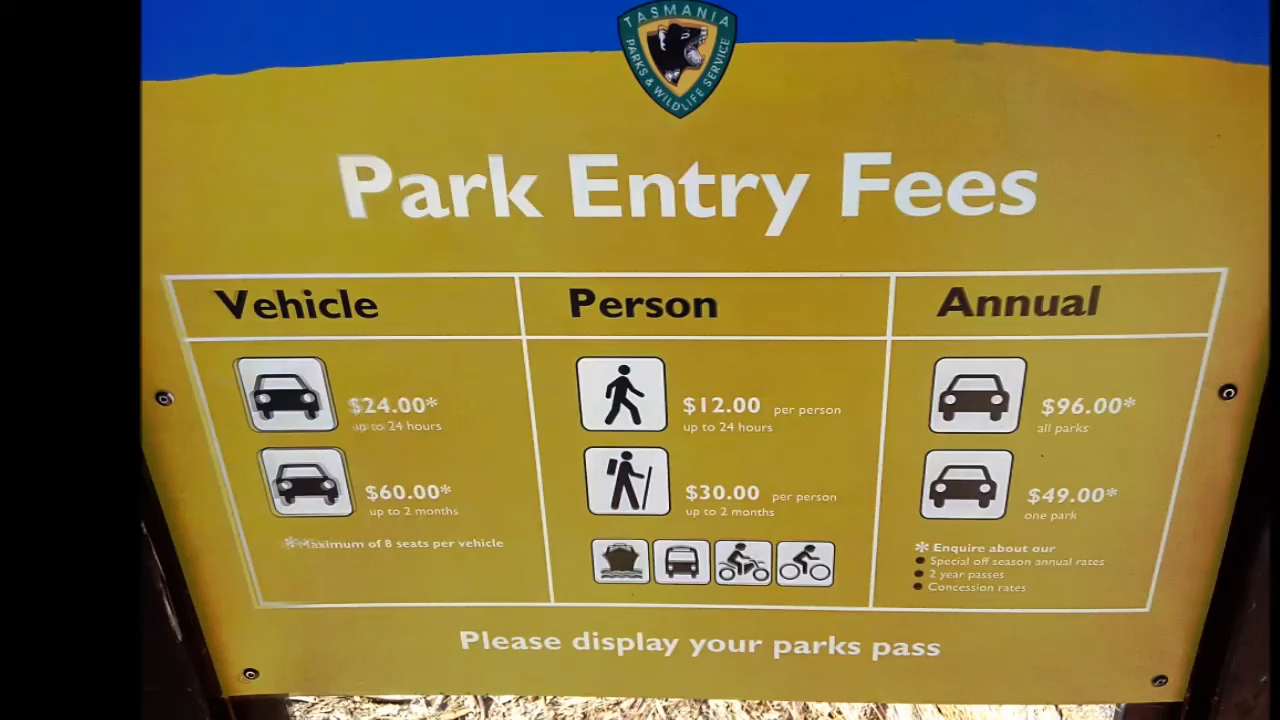 TASMANIA
PARKS & WILDLIFE SERVICE
Park Entry Fees
Vehicle
$24.00*
up to 24 hours
$60.00*
up to 2 months
*Maximum of 8 seats per vehicle
Person
$12.00 per person
up to 24 hours
$30.00 per person
up to 2 months
Annual
$96.00*
all parks
$49.00*
one park
* Enquire about our
● Special off season annual rates
● 2 year passes
● Concession rates
Please display your parks pass